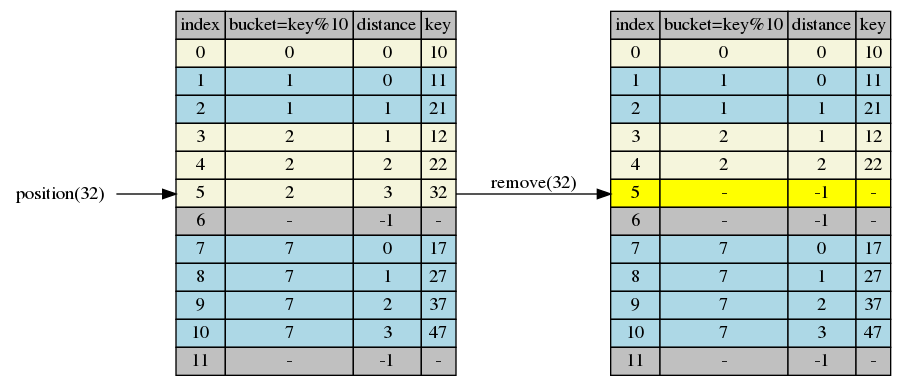 index bucket=key%10 distance key
0 0 0 10
1 1 0 11
2 1 1 21
3 2 1 12
4 2 2 22
position(32)
5 2 3 32
6 - -1 -
7 7 0 17
8 7 1 27
9 7 2 37
10 7 3 47
11 - -1 -
remove(32)
index bucket=key%10 distance key
0 0 0 10
1 1 0 11
2 1 1 21
3 2 1 12
4 2 2 22
5 - -1 -
6 - -1 -
7 7 0 17
8 7 1 27
9 7 2 37
10 7 3 47
11 - -1 -